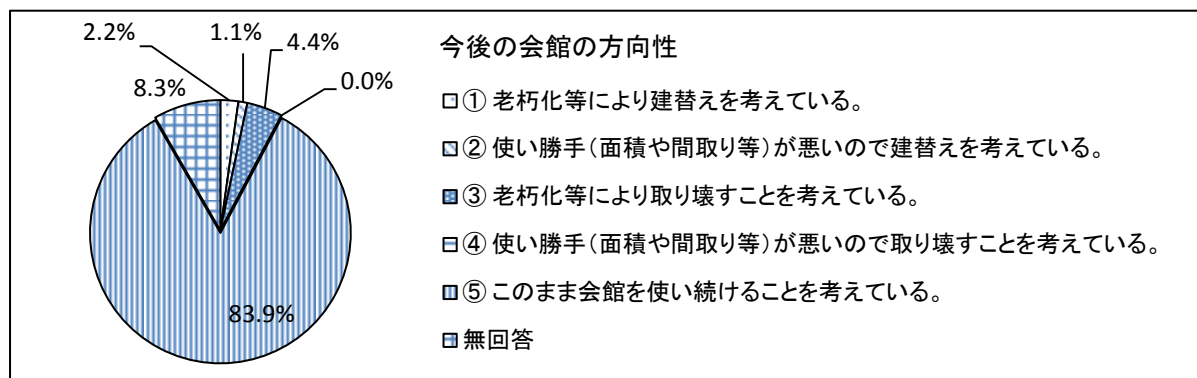 2.2%
1.1%
4.4%
0.0%
8.3%
83.9%
今後の会館の方向性
① 老朽化等により建替えを考えている。
② 使い勝手(面積や間取り等)が悪いので建替えを考えている。
③ 老朽化等により取り壊すことを考えている。
④ 使い勝手(面積や間取り等)が悪いので取り壊すことを考えている。
⑤ このまま会館を使い続けることを考えている。
無回答